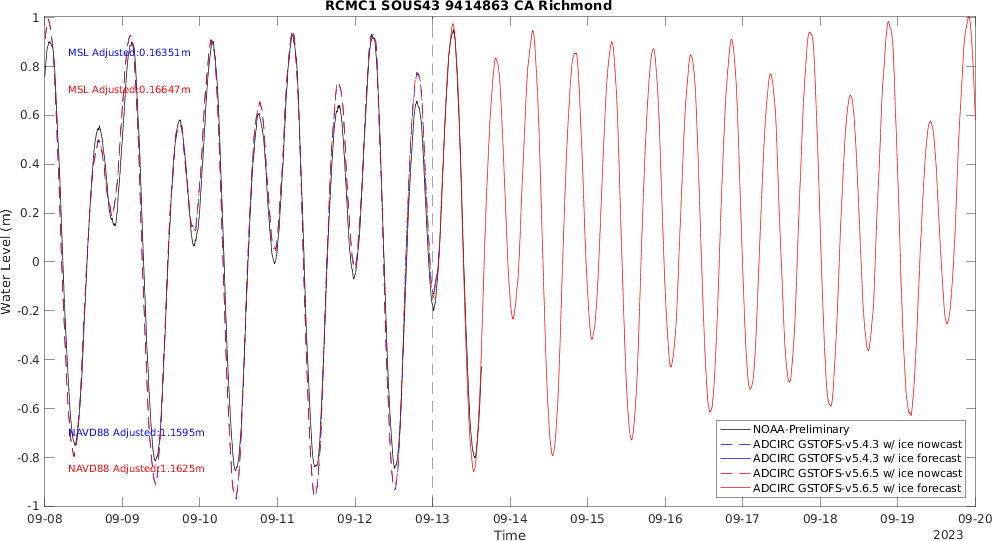 RCMC1 SOUS43 9414863 CA Richmond
Water Level (m)
1
0.8
0.6
0.4
0.2
0
-0.2
-0.4
-0.6
-0.8
-1
MSL Adjusted:0.16351m
MSL Adjusted:0.16647m
NAVD88 Adjusted:1.1595m
NAVD88 Adjusted:1.1625m
NOAA-Preliminary
ADCIRC GSTOFS-v5.4.3 w/ ice nowcast
ADCIRC GSTOFS-v5.4.3 w/ ice forecast
ADCIRC GSTOFS-v5.6.5 w/ ice nowcast
ADCIRC GSTOFS-v5.6.5 w/ ice forecast
09-08 09-09 09-10 09-11 09-12 09-13 09-14 09-15 09-16 09-17 09-18 09-19 09-20
Time
2023